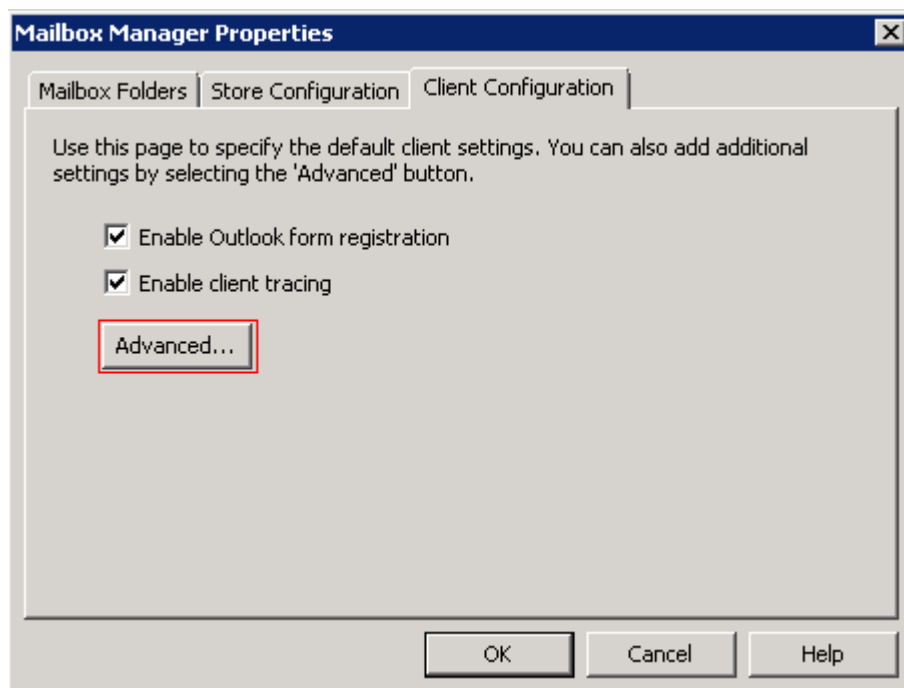 Mailbox Manager Properties
Mailbox Folders
Store Configuration
Client Configuration
Use this page to specify the default client settings. You can also add additional
settings by selecting the 'Advanced' button.
Enable Outlook form registration
Enable client tracing
Advanced...
OK
Cancel
Help